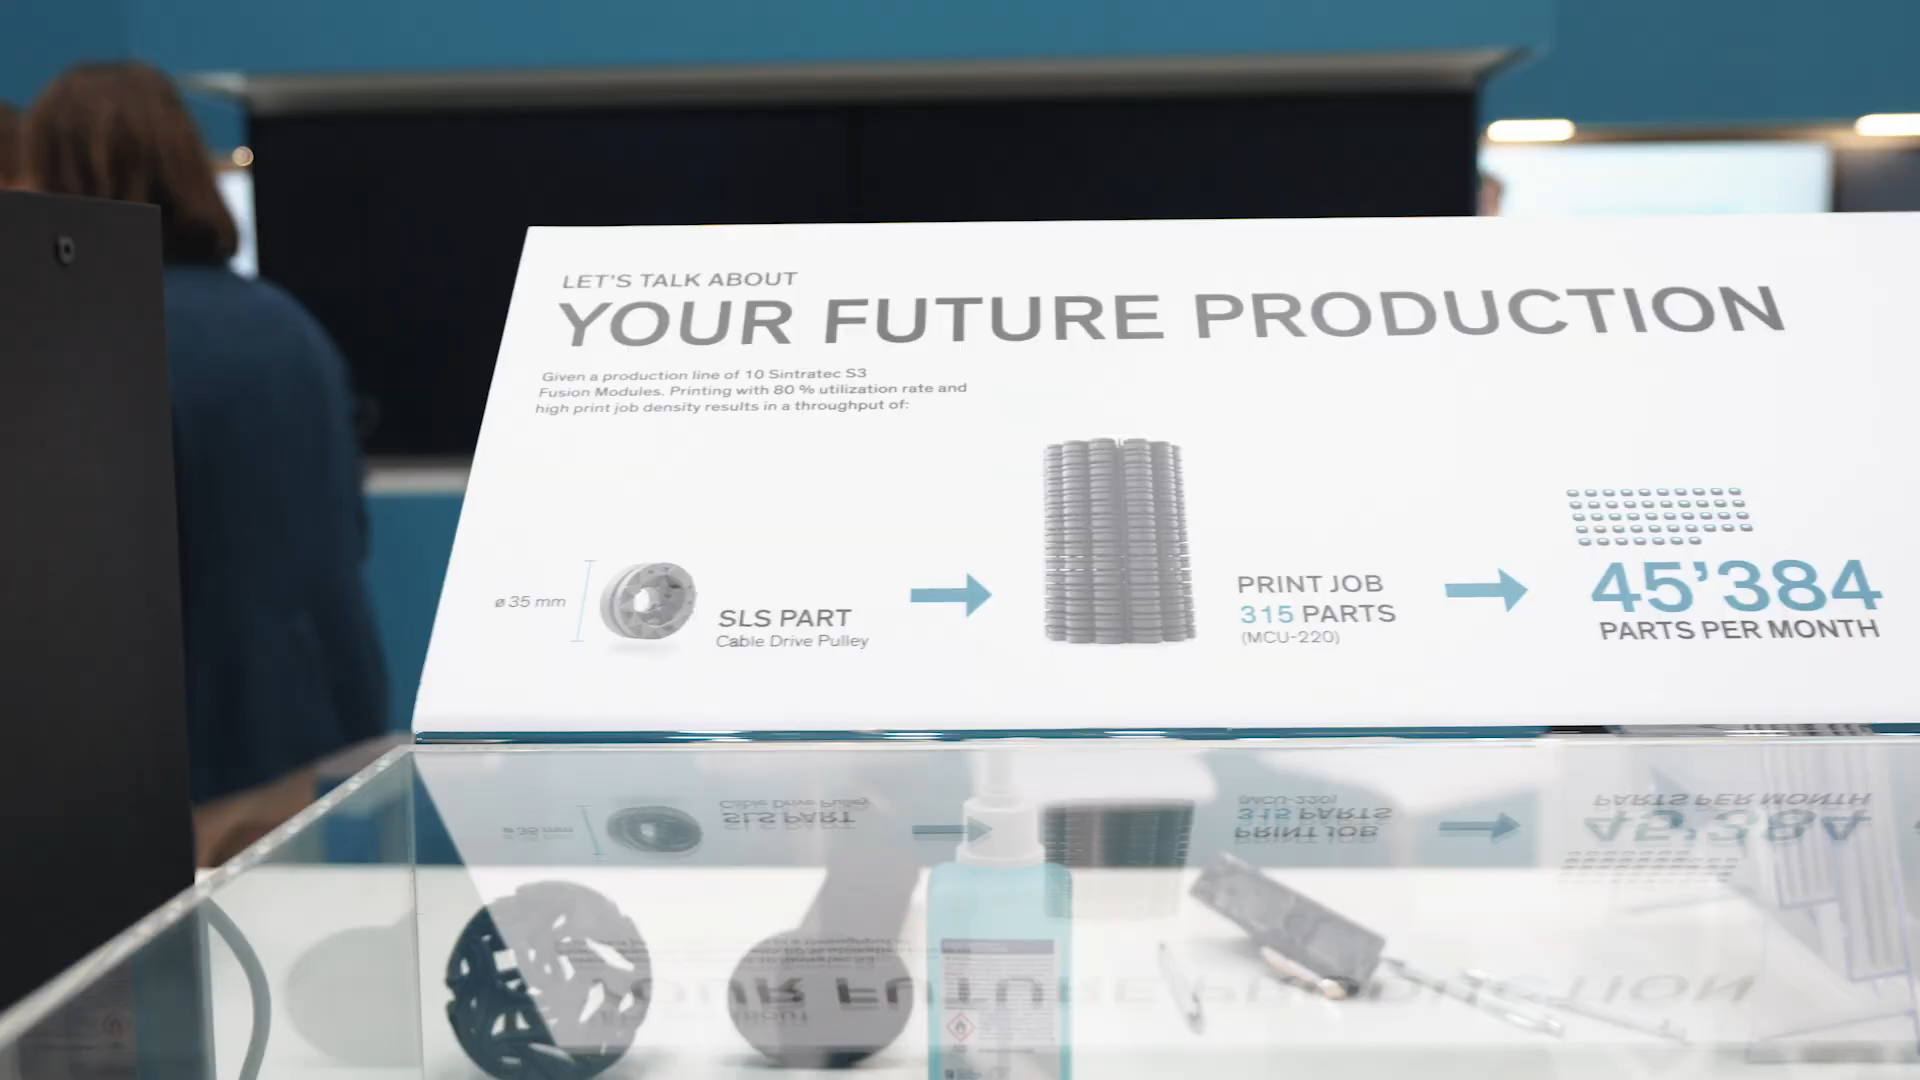 LET'S TALK ABOUT
YOUR FUTURE PRODUCTION
Given a production line of 10 Sintratec S3
Fusion Modules. Printing with 80 % utilization rate and
high print job density results in a throughput of:
ø 35 mm
SLS PART
Cable Drive Pulley
PRINT JOB
315 PARTS
(MCU-220)
45’384
PARTS PER MONTH